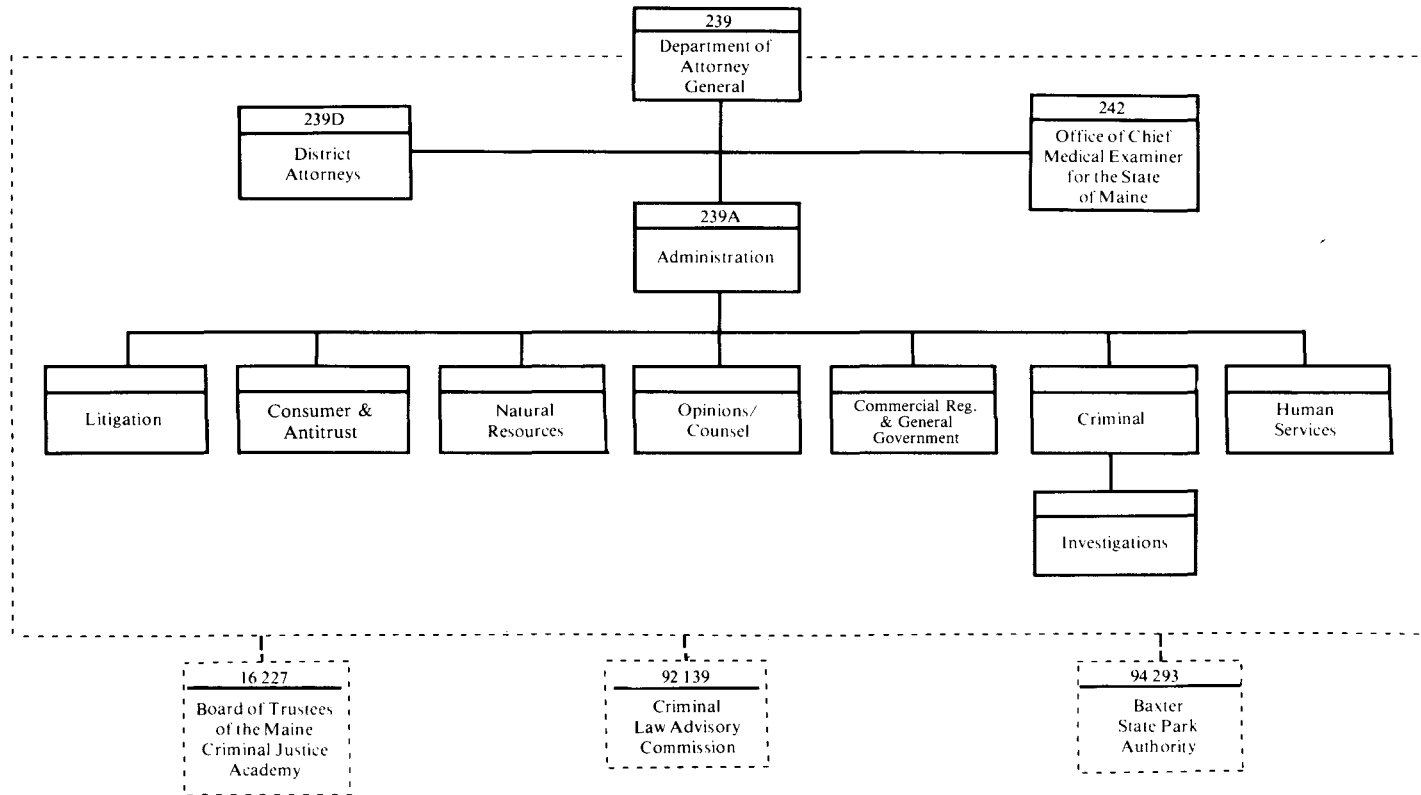 239
Department of
Attorney
General
239D
District
Attorneys
242
Office of Chief
Medical Examiner
for the State
of Maine
239A
Administration
Litigation
Consumer &
Antitrust
Natural
Resources
Opinions/
Counsel
Commercial Reg.
& General
Government
Criminal
Human
Services
Investigations
16 227
Board of Trustees
of the Maine
Criminal Justice
Academy
92 139
Criminal
Law Advisory
Commission
94 293
Baxter
State Park
Authority